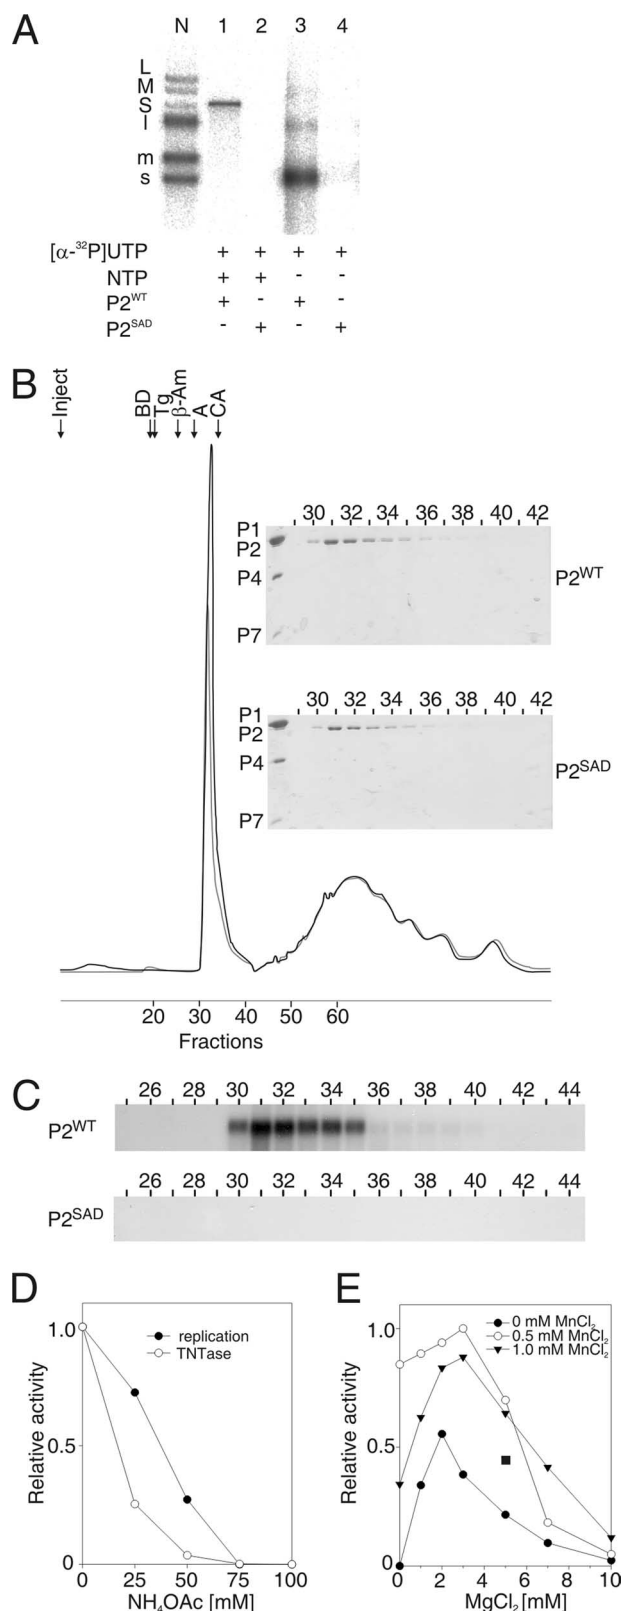 A
N 1 2 3 4
L
M
S
l
m
s
[α-³²P]UTP + + + +
NTP + + - -
P2ᵂᵀ + - + -
P2ˢᴬᴰ - + - +
B
Inject
BD
Tg
β-Am
A
CA
30 32 34 36 38 40 42
P1
P2
P4
P7
P2ᵂᵀ
30 32 34 36 38 40 42
P1
P2
P4
P7
P2ˢᴬᴰ
20 30 40 50 60
Fractions
C
26 28 30 32 34 36 38 40 42 44
P2ᵂᵀ
26 28 30 32 34 36 38 40 42 44
P2ˢᴬᴰ
D
1.0
0.5
0
Relative activity
replication
TNTase
0 25 50 75 100
NH₄OAc [mM]
E
1.0
0.5
0
Relative activity
0 mM MnCl₂
0.5 mM MnCl₂
1.0 mM MnCl₂
0 2 4 6 8 10
MgCl₂ [mM]